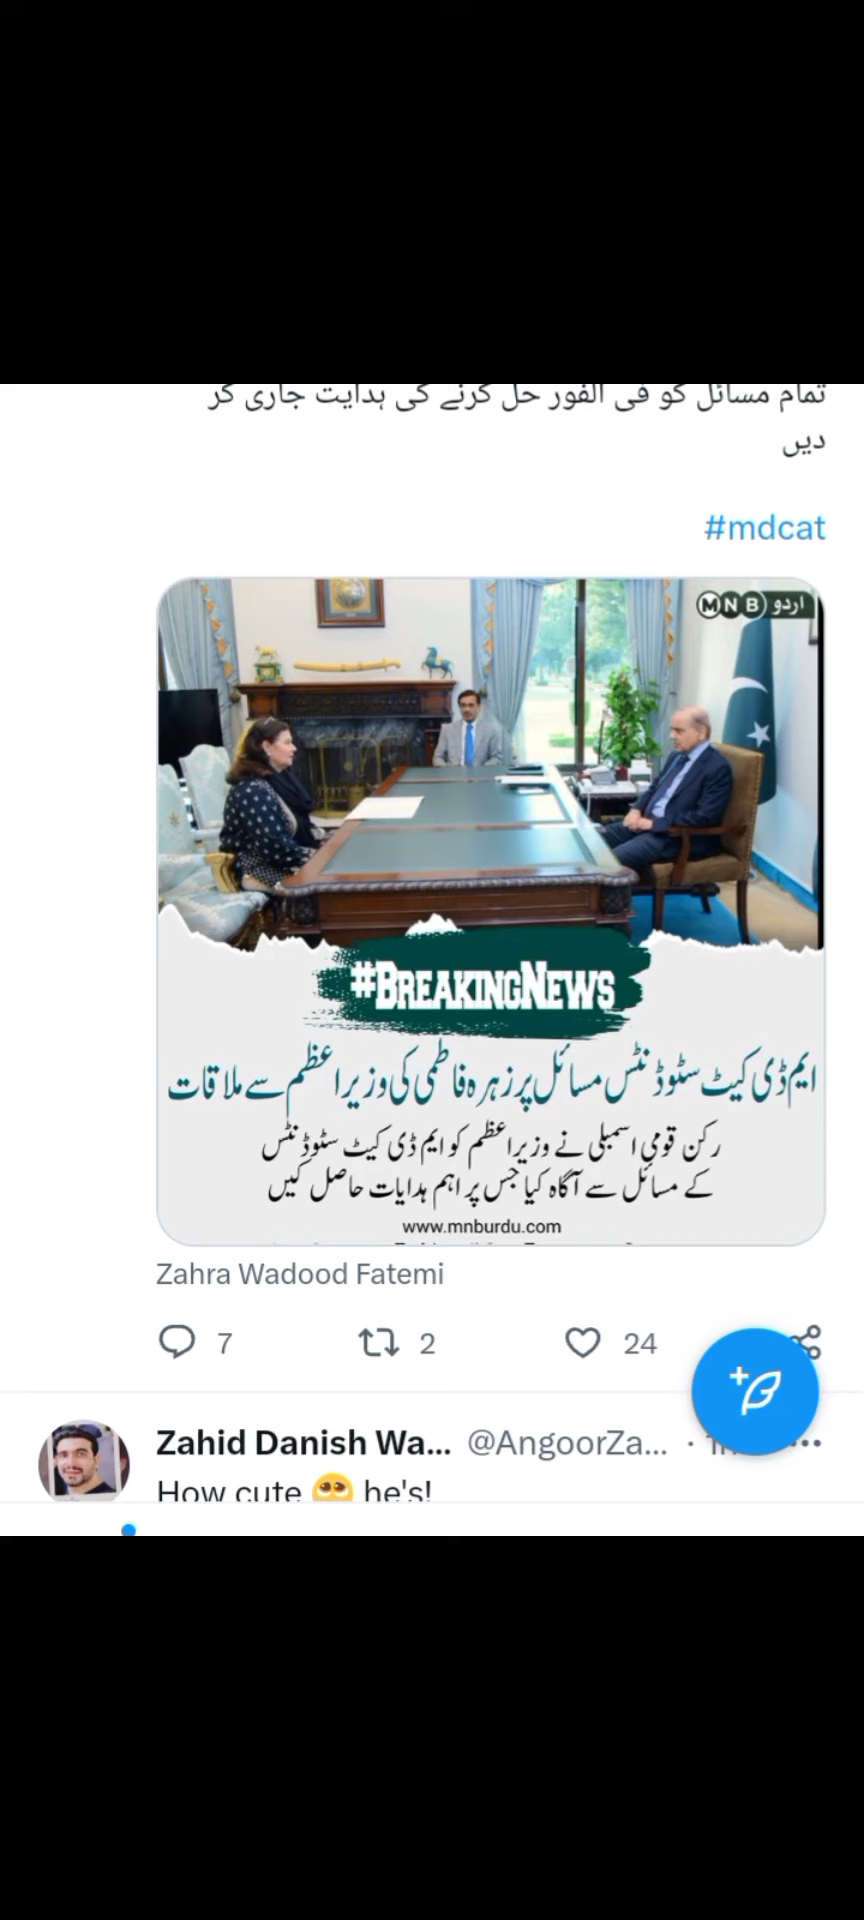 تمام مسائل کو فی الفور حل کرنے کی ہدایت جاری کر
دیں
#mdcat
MNB اردو
#BREAKINGNEWS
ایم ڈی کیٹ سٹوڈنٹس مسائل پر زہرہ فاطمی کی وزیراعظم سے ملاقات
رکن قومی اسمبلی نے وزیراعظم کو ایم ڈی کیٹ سٹوڈنٹس
کے مسائل سے آگاہ کیا جس پر اہم ہدایات حاصل کیں
www.mnburdu.com
Zahra Wadood Fatemi
7 2 24
Zahid Danish Wa... @AngoorZa... ·
How cute 🥺 he's!